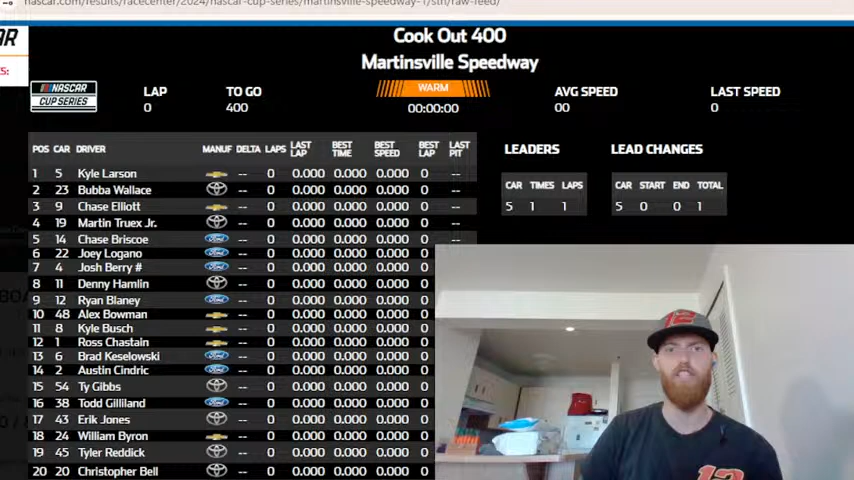 nascar.com/results/racecenter/2024/nascar-cup-series/martinsville-speedway-1/stn/raw-feed/
Cook Out 400
Martinsville Speedway
NASCAR
CUP SERIES
LAP TO GO WARM AVG SPEED LAST SPEED
0 400 00:00:00 00 0
POS CAR DRIVER MANUF DELTA LAPS LAST LAP BEST TIME BEST SPEED BEST LAP LAST PIT
1 5 Kyle Larson -- 0 0.000 0.000 0.000 0 --
2 23 Bubba Wallace -- 0 0.000 0.000 0.000 0 --
3 9 Chase Elliott -- 0 0.000 0.000 0.000 0 --
4 19 Martin Truex Jr. -- 0 0.000 0.000 0.000 0 --
5 14 Chase Briscoe Ford -- 0 0.000 0.000 0.000 0 --
6 22 Joey Logano Ford -- 0 0.000 0.000 0.000 0
7 4 Josh Berry # Ford -- 0 0.000 0.000 0.000 0
8 11 Denny Hamlin -- 0 0.000 0.000 0.000 0
9 12 Ryan Blaney Ford -- 0 0.000 0.000 0.000 0
10 48 Alex Bowman -- 0 0.000 0.000 0.000 0
11 8 Kyle Busch -- 0 0.000 0.000 0.000 0
12 1 Ross Chastain -- 0 0.000 0.000 0.000 0
13 6 Brad Keselowski Ford -- 0 0.000 0.000 0.000 0
14 2 Austin Cindric Ford -- 0 0.000 0.000 0.000 0
15 54 Ty Gibbs -- 0 0.000 0.000 0.000 0
16 38 Todd Gilliland Ford -- 0 0.000 0.000 0.000 0
17 43 Erik Jones -- 0 0.000 0.000 0.000 0
18 24 William Byron -- 0 0.000 0.000 0.000 0
19 45 Tyler Reddick -- 0 0.000 0.000 0.000 0
20 20 Christopher Bell -- 0 0.000 0.000 0.000 0
LEADERS
CAR TIMES LAPS
5 1 1
LEAD CHANGES
CAR START END TOTAL
5 0 0 1
12
12